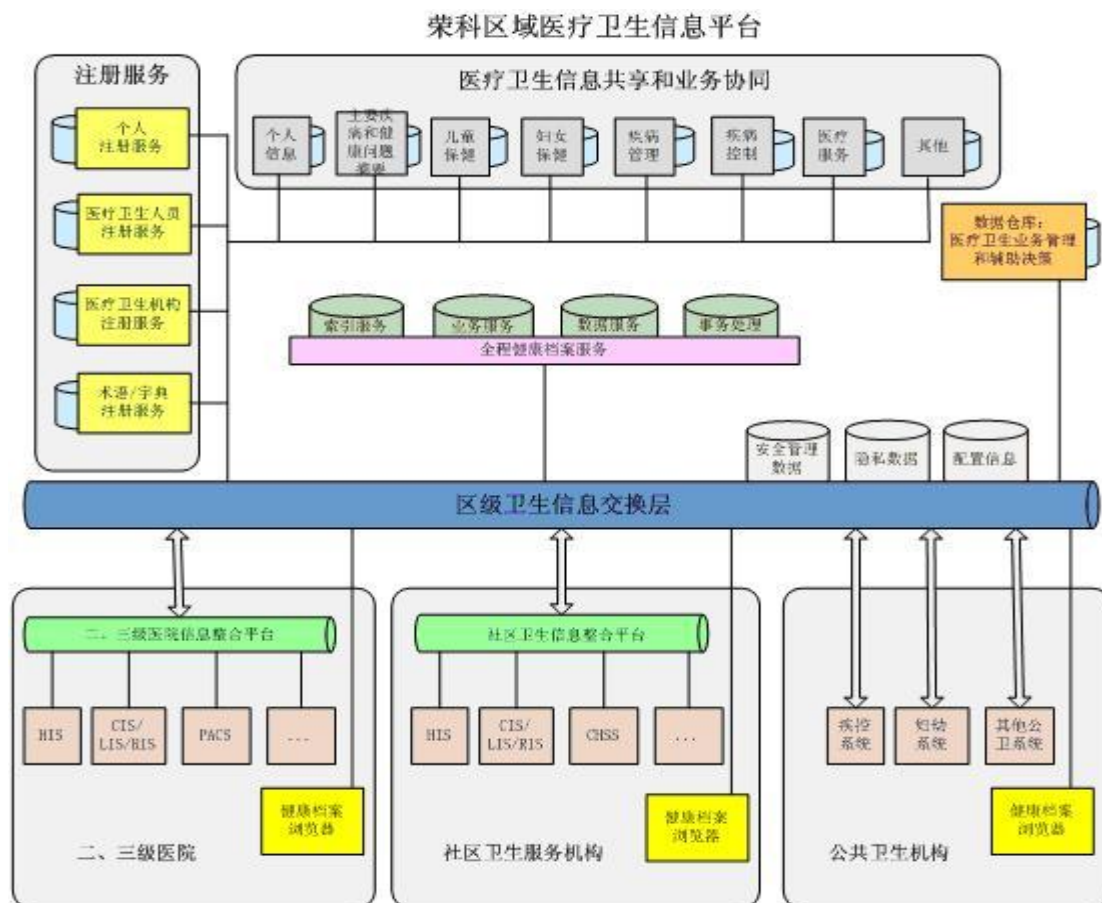 荣科区域医疗卫生信息平台
注册服务
个人
注册服务
医疗卫生人员
注册服务
医疗卫生机构
注册服务
术语/字典
注册服务
医疗卫生信息共享和业务协同
个人
信息
主要疾
病和健
康问题
摘要
儿童
保健
妇女
保健
疾病
管理
疾病
控制
医疗
服务
其他
数据仓库：
医疗卫生业务管理
和辅助决策
索引服务
业务服务
数据服务
事务处理
全程健康档案服务
安全管理
数据
隐私数据
配置信息
区级卫生信息交换层
二、三级医院信息整合平台
HIS
CIS/
LIS/RIS
PACS
...
健康档案
浏览器
二、三级医院
社区卫生信息整合平台
HIS
CIS/
LIS/RIS
CHSS
...
健康档案
浏览器
社区卫生服务机构
疾控
系统
妇幼
系统
其他公
卫系统
健康档案
浏览器
公共卫生机构